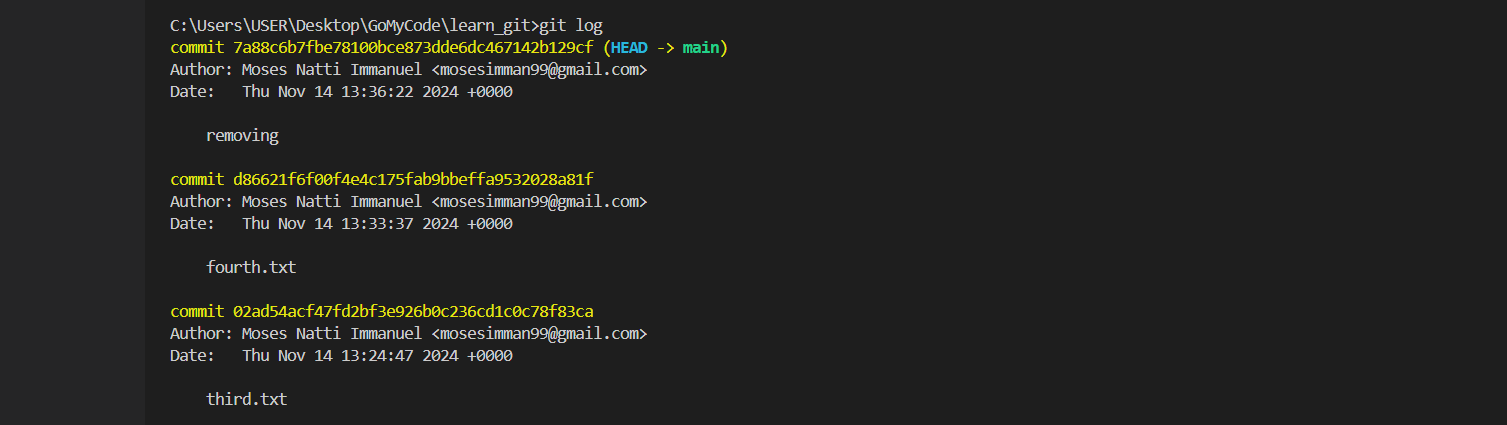 C:\Users\USER\Desktop\GoMyCode\learn_git>git log
commit 7a88c6b7fbe78100bce873dde6dc467142b129cf (HEAD -> main)
Author: Moses Natti Immanuel <mosesimman99@gmail.com>
Date:   Thu Nov 14 13:36:22 2024 +0000
removing
commit d86621f6f00f4e4c175fab9bbeffa9532028a81f
Author: Moses Natti Immanuel <mosesimman99@gmail.com>
Date:   Thu Nov 14 13:33:37 2024 +0000
fourth.txt
commit 02ad54acf47fd2bf3e926b0c236cd1c0c78f83ca
Author: Moses Natti Immanuel <mosesimman99@gmail.com>
Date:   Thu Nov 14 13:24:47 2024 +0000
third.txt